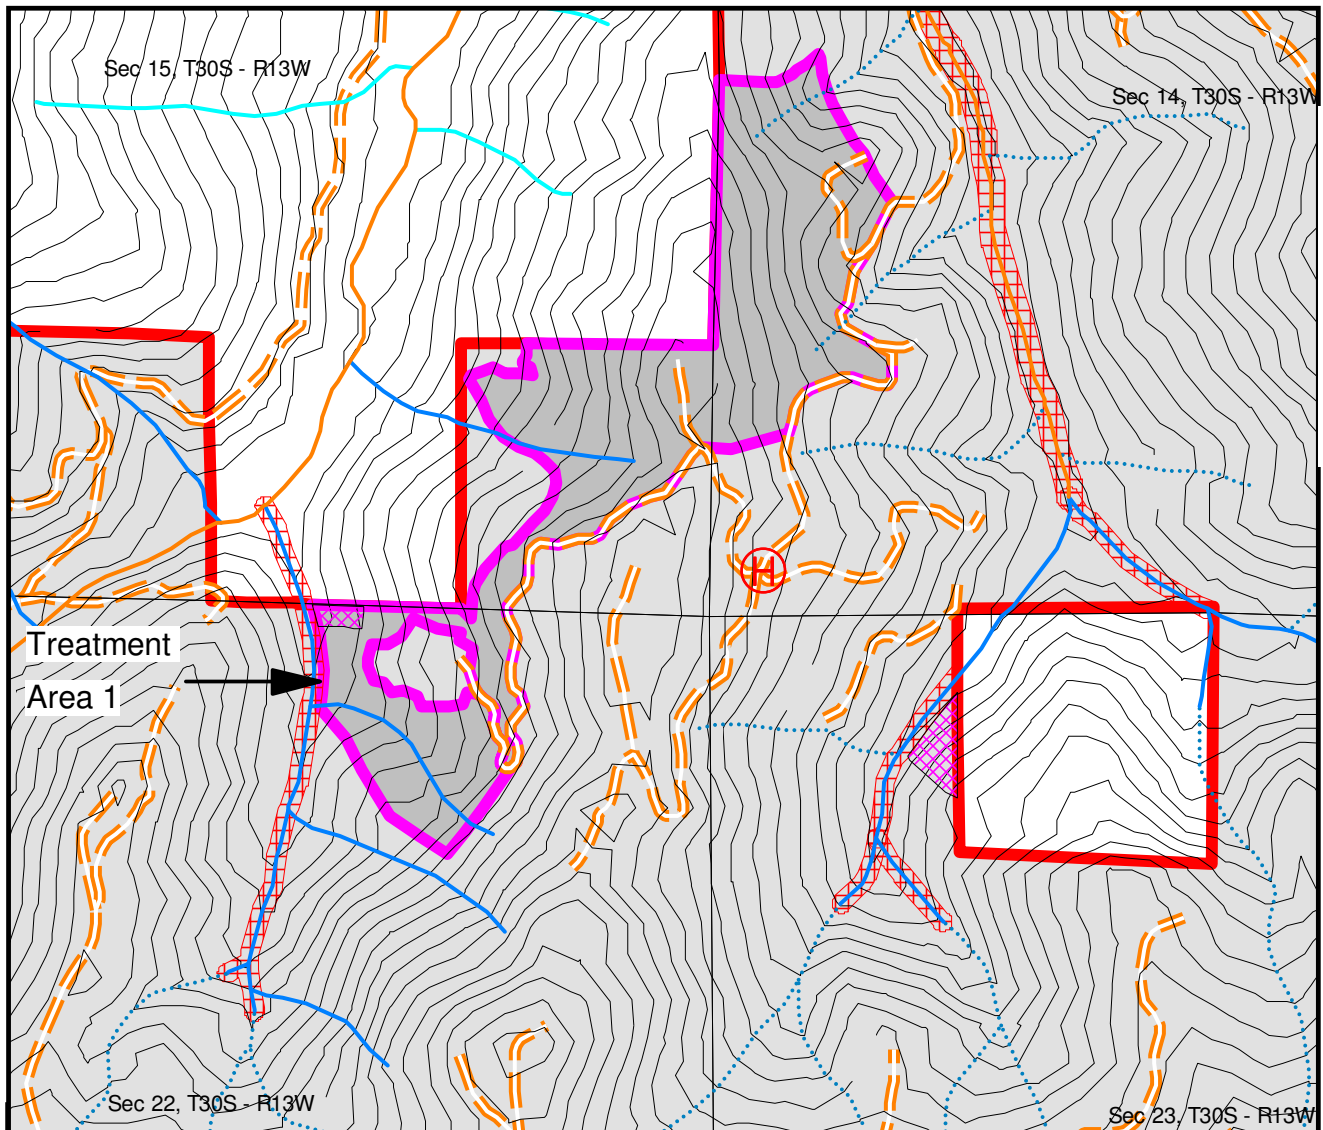 Sec 15, T30S - R13W
Sec 14, T30S - R13W
H
Treatment
Area 1
Sec 22, T30S - R13W
Sec 23, T30S - R13W